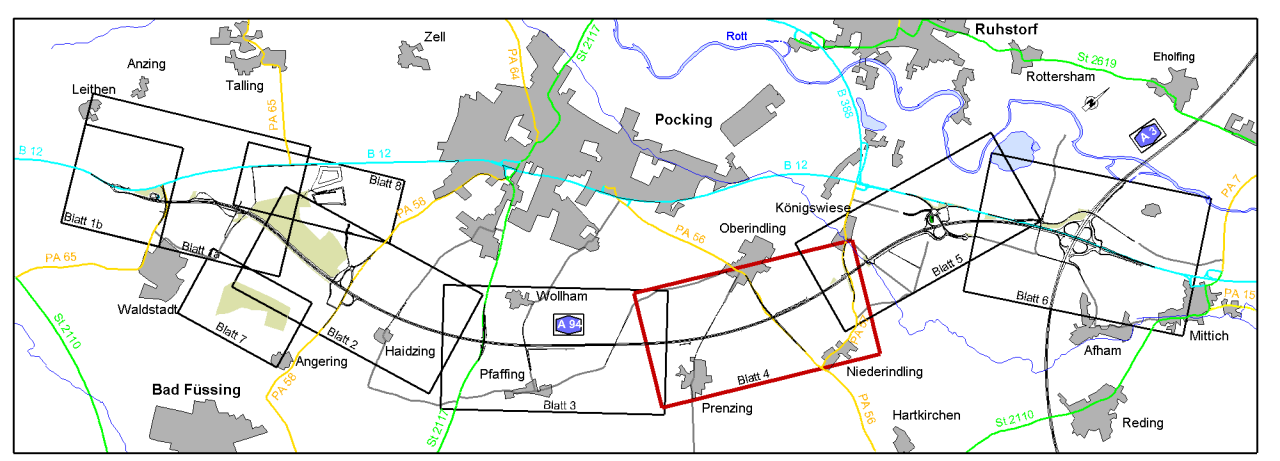 Ruhstorf
St 2117
Zell
Rott
PA 64
Anzing
Talling
St 2619
Eholfing
Rottersham
Leithen
PA 65
B 388
N
Pocking
A 3
B 12
B 12
B 12
Blatt 8
PA 7
PA 58
Königswiese
Blatt 1b
Blatt 1a
PA 56
Oberindling
PA 65
Blatt 5
Waldstadt
Blatt 6
PA 15
Wollham
A 94
St 2110
Blatt 7
Blatt 2
Haidzing
Mittich
Afham
Angering
Pfaffing
Blatt 4
Niederindling
Bad Füssing
PA 58
Blatt 3
Prenzing
PA 56
Hartkirchen
St 2117
St 2110
Reding